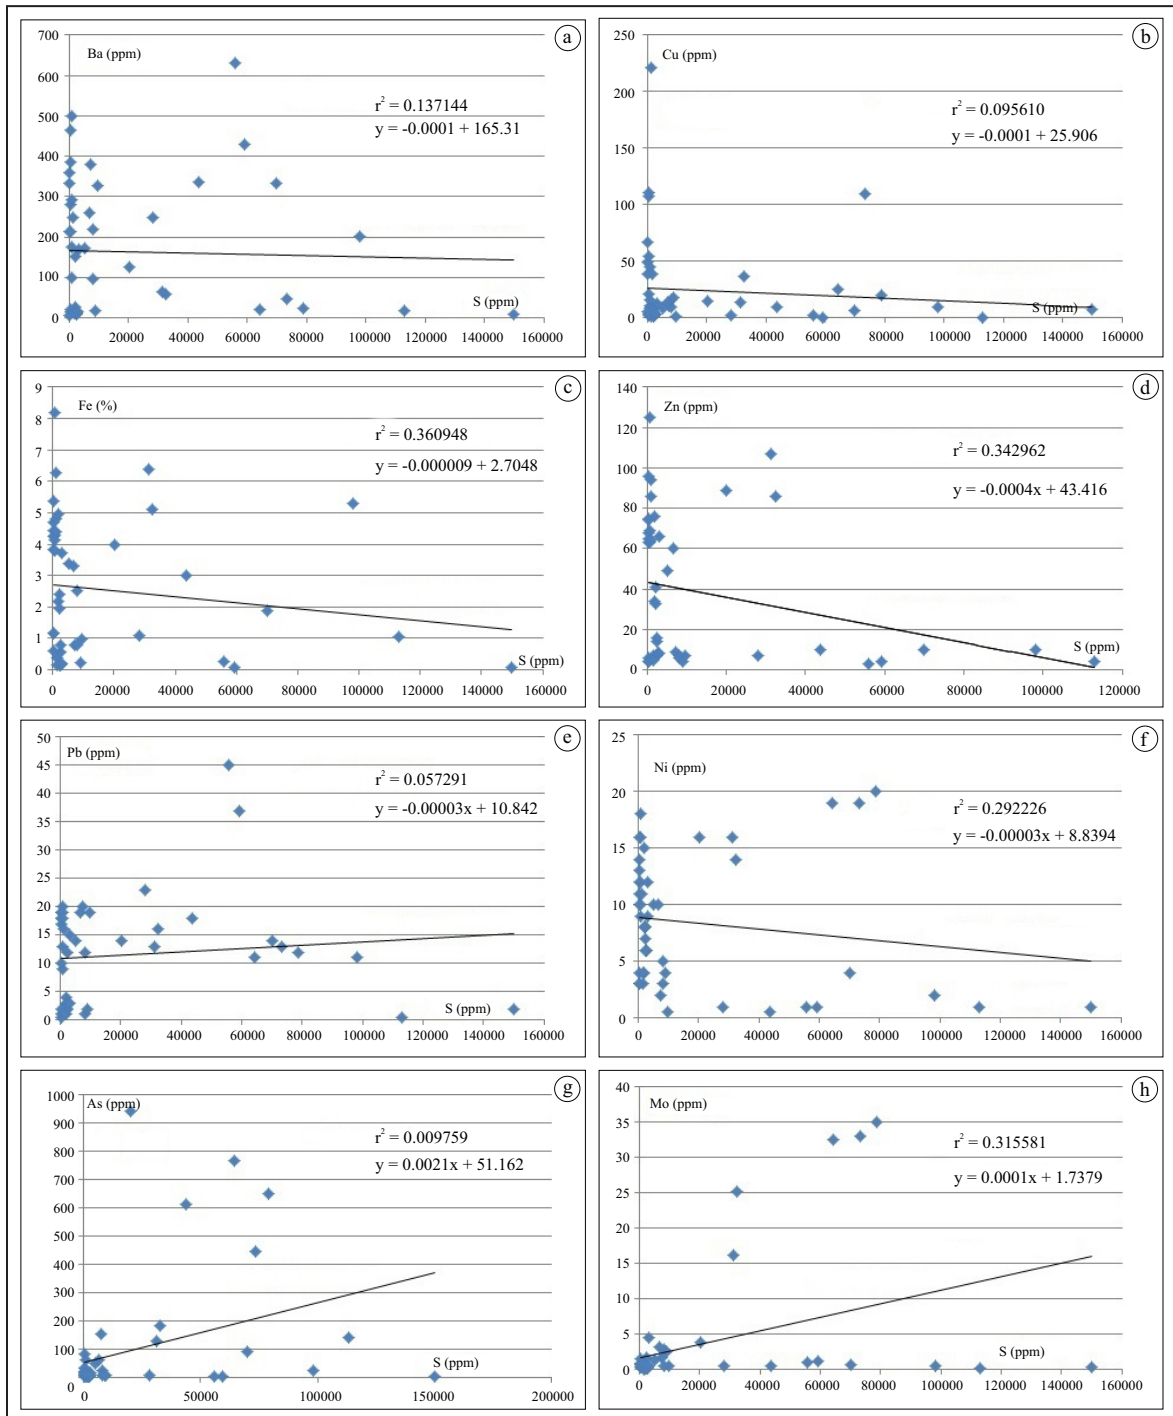 a
Ba (ppm)
r² = 0.137144
y = -0.0001 + 165.31
S (ppm)
700
600
500
400
300
200
100
0
0 20000 40000 60000 80000 100000 120000 140000 160000
b
Cu (ppm)
r² = 0.095610
y = -0.0001 + 25.906
S (ppm)
250
200
150
100
50
0
0 20000 40000 60000 80000 100000 120000 140000 160000
c
Fe (%)
r² = 0.360948
y = -0.000009 + 2.7048
S (ppm)
9
8
7
6
5
4
3
2
1
0
0 20000 40000 60000 80000 100000 120000 140000 160000
d
Zn (ppm)
r² = 0.342962
y = -0.0004x + 43.416
S (ppm)
140
120
100
80
60
40
20
0
0 20000 40000 60000 80000 100000 120000
e
Pb (ppm)
r² = 0.057291
y = -0.00003x + 10.842
S (ppm)
50
45
40
35
30
25
20
15
10
5
0
0 20000 40000 60000 80000 100000 120000 140000 160000
f
Ni (ppm)
r² = 0.292226
y = -0.00003x + 8.8394
25
20
15
10
5
0
0 20000 40000 60000 80000 100000 120000 140000 160000
g
As (ppm)
r² = 0.009759
y = 0.0021x + 51.162
S (ppm)
1000
900
800
700
600
500
400
300
200
100
0
0 50000 100000 150000 200000
h
Mo (ppm)
r² = 0.315581
y = 0.0001x + 1.7379
S (ppm)
40
35
30
25
20
15
10
5
0
0 20000 40000 60000 80000 100000 120000 140000 160000